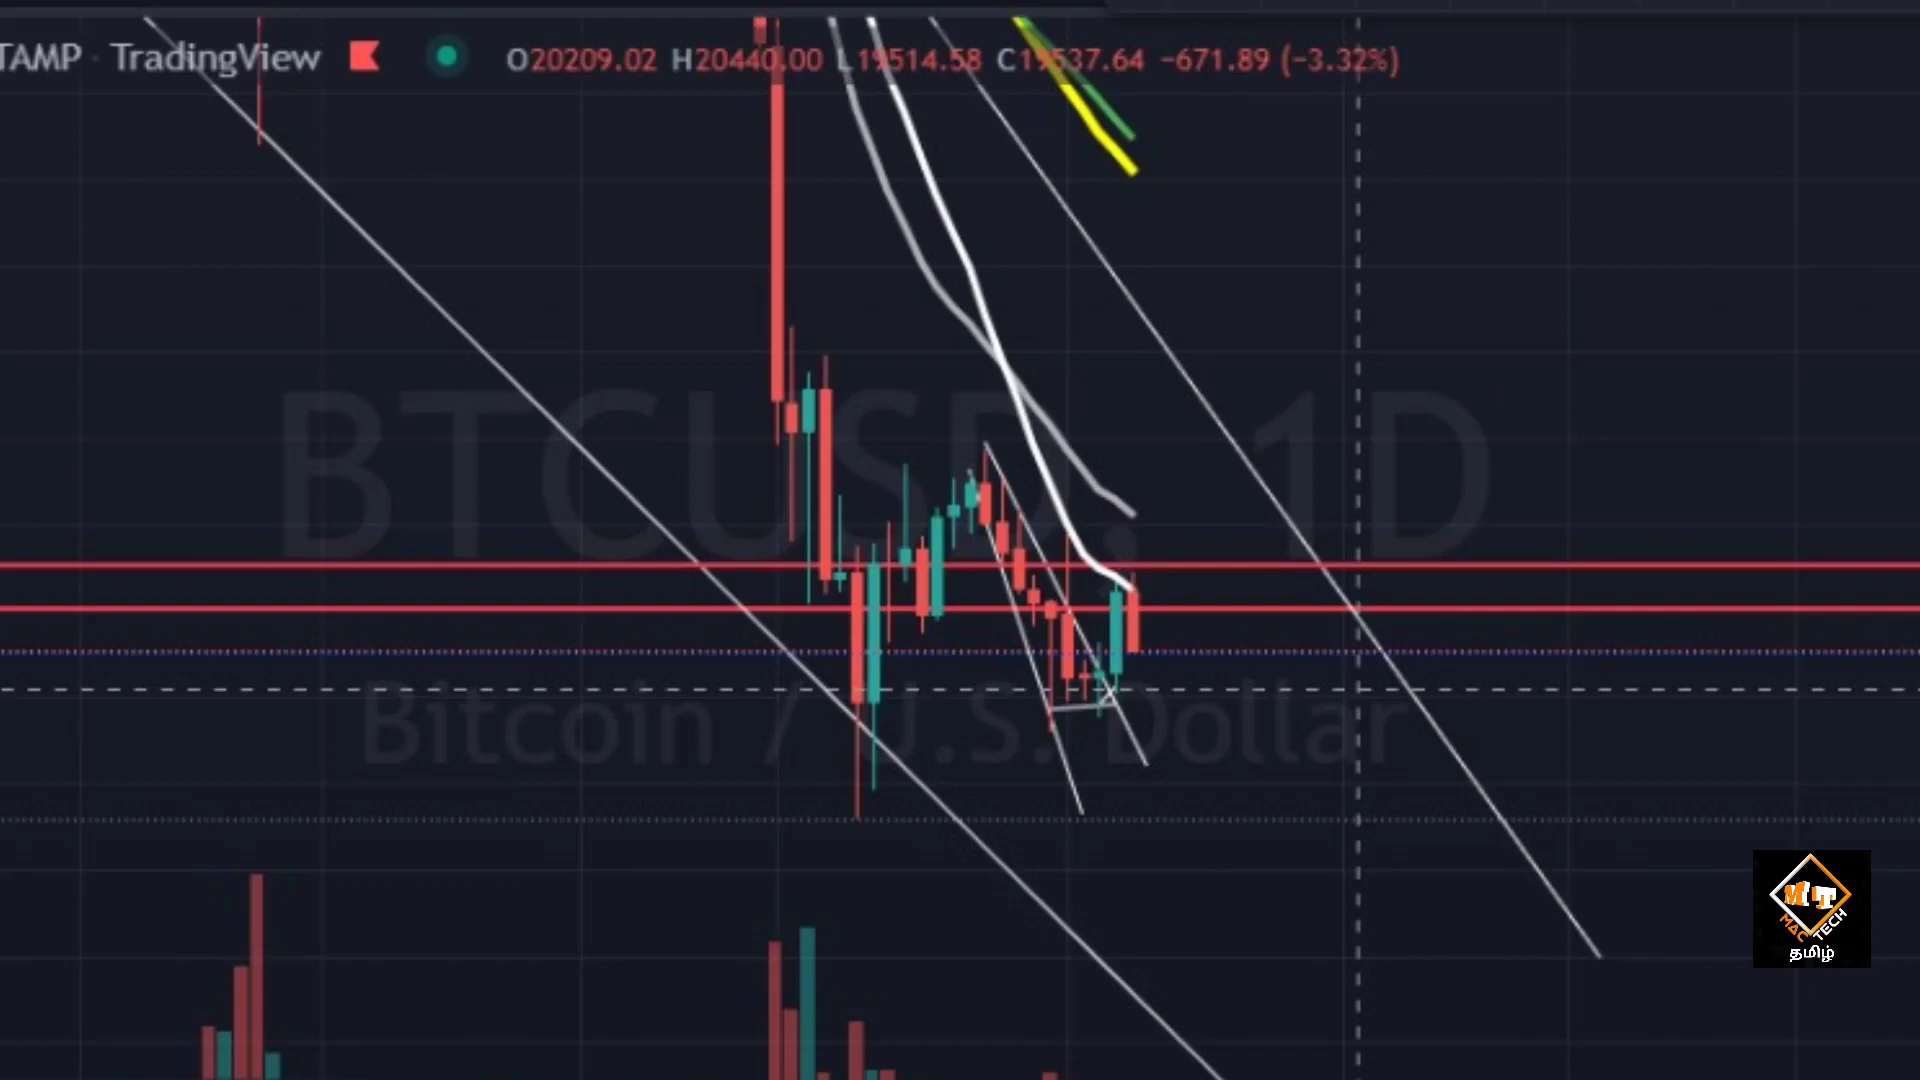 TAMP · TradingView O20209.02 H20440.00 L19514.58 C19537.64 −671.89 (−3.32%)
BTCUSD, 1D
Bitcoin / U.S. Dollar
MT
MAC TECH
தமிழ்